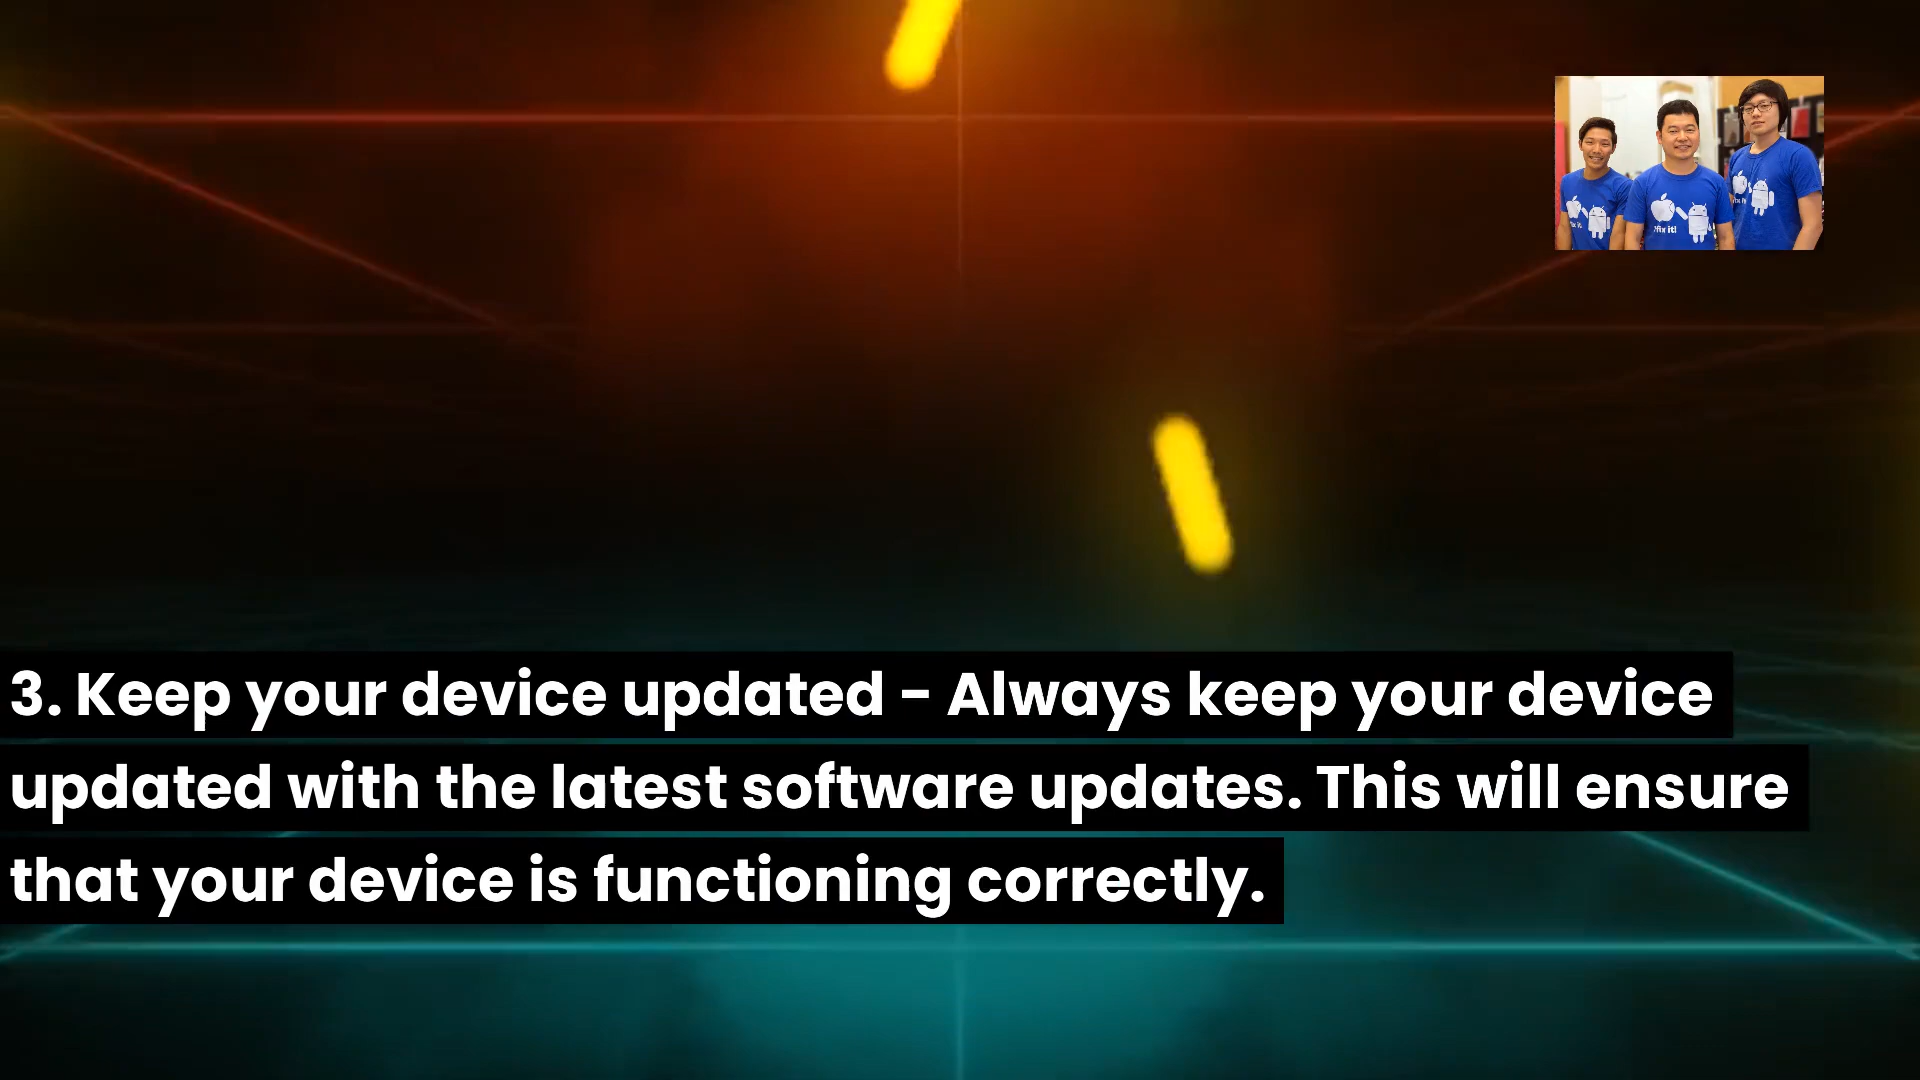 3. Keep your device updated - Always keep your device
updated with the latest software updates. This will ensure
that your device is functioning correctly.